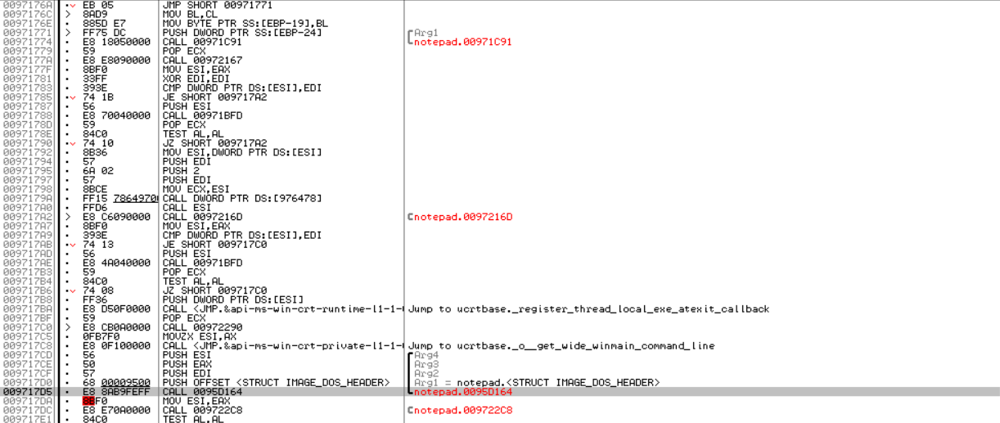 0097176A · EB 05 JMP SHORT 00971771
0097176C > 8AD9 MOV BL,CL
0097176E · 885D E7 MOV BYTE PTR SS:[EBP-19],BL
00971771 > FF75 DC PUSH DWORD PTR SS:[EBP-24] Arg1
00971774 · E8 18050000 CALL 00971C91 notepad.00971C91
00971779 · 59 POP ECX
0097177A · E8 E8090000 CALL 00972167
0097177F · 8BF0 MOV ESI,EAX
00971781 · 33FF XOR EDI,EDI
00971783 · 393E CMP DWORD PTR DS:[ESI],EDI
00971785 · 74 1B JE SHORT 009717A2
00971787 · 56 PUSH ESI
00971788 · E8 70040000 CALL 00971BFD
0097178D · 59 POP ECX
0097178E · 84C0 TEST AL,AL
00971790 · 74 10 JZ SHORT 009717A2
00971792 · 8B36 MOV ESI,DWORD PTR DS:[ESI]
00971794 · 57 PUSH EDI
00971795 · 6A 02 PUSH 2
00971797 · 57 PUSH EDI
00971798 · 8BCE MOV ECX,ESI
0097179A · FF15 78649700 CALL DWORD PTR DS:[976478]
009717A0 · FFD6 CALL ESI
009717A2 > E8 C6090000 CALL 0097216D notepad.0097216D
009717A7 · 8BF0 MOV ESI,EAX
009717A9 · 393E CMP DWORD PTR DS:[ESI],EDI
009717AB · 74 13 JE SHORT 009717C0
009717AD · 56 PUSH ESI
009717AE · E8 4A040000 CALL 00971BFD
009717B3 · 59 POP ECX
009717B4 · 84C0 TEST AL,AL
009717B6 · 74 08 JZ SHORT 009717C0
009717B8 · FF36 PUSH DWORD PTR DS:[ESI]
009717BA · E8 D50F0000 CALL <JMP.&api-ms-win-crt-runtime-l1-1- Jump to ucrtbase._register_thread_local_exe_atexit_callback
009717BF · 59 POP ECX
009717C0 > E8 CB0A0000 CALL 00972290
009717C5 · 0FB7F0 MOVZX ESI,AX
009717C8 · E8 0F100000 CALL <JMP.&api-ms-win-crt-private-l1-1- Jump to ucrtbase._o__get_wide_winmain_command_line
009717CD · 56 PUSH ESI Arg4
009717CE · 50 PUSH EAX Arg3
009717CF · 57 PUSH EDI Arg2
009717D0 · 68 00009500 PUSH OFFSET <STRUCT IMAGE_DOS_HEADER> Arg1 = notepad.<STRUCT IMAGE_DOS_HEADER>
009717D5 · E8 8AB9FEFF CALL 0095D164 notepad.0095D164
009717DA · 8BF0 MOV ESI,EAX
009717DC · E8 E70A0000 CALL 009722C8 notepad.009722C8
009717E1 · 84C0 TEST AL,AL